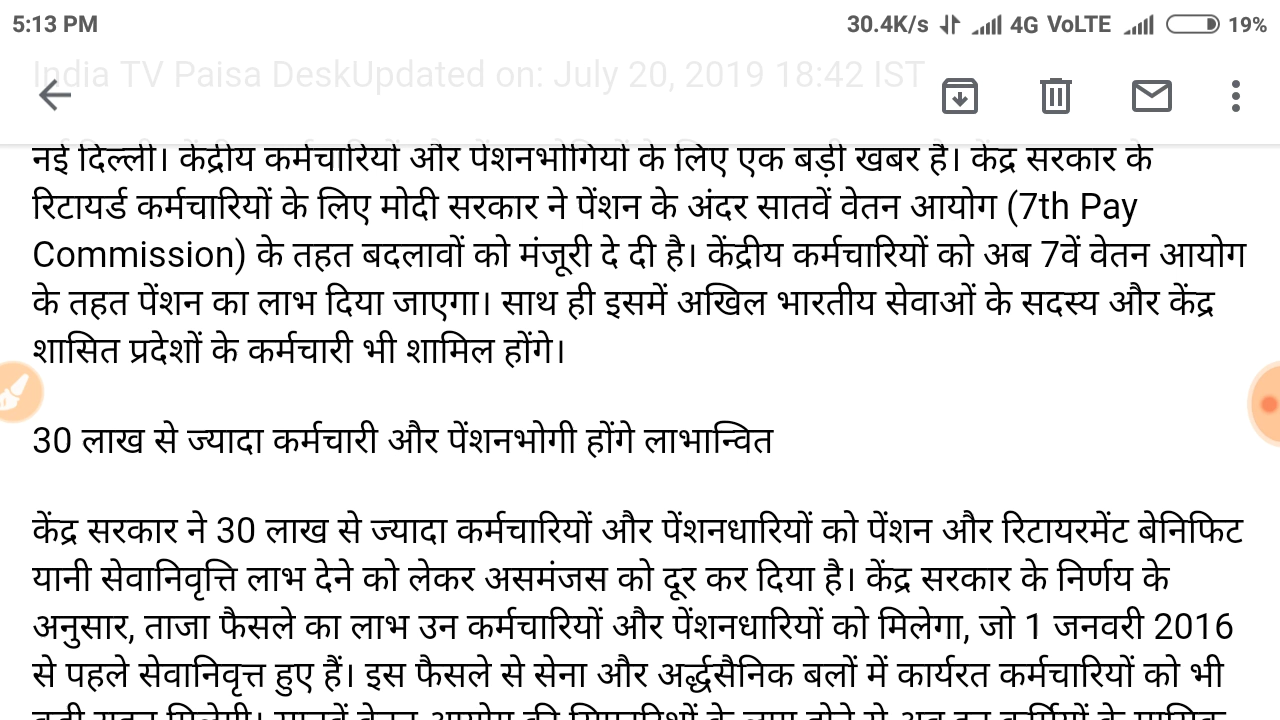 5:13 PM 30.4K/s 4G VoLTE 19%
India TV Paisa DeskUpdated on: July 20, 2019 18:42 IST
नई दिल्ली। केंद्रीय कर्मचारियों और पेंशनभोगियों के लिए एक बड़ी खबर है। केंद्र सरकार के
रिटायर्ड कर्मचारियों के लिए मोदी सरकार ने पेंशन के अंदर सातवें वेतन आयोग (7th Pay
Commission) के तहत बदलावों को मंजूरी दे दी है। केंद्रीय कर्मचारियों को अब 7वें वेतन आयोग
के तहत पेंशन का लाभ दिया जाएगा। साथ ही इसमें अखिल भारतीय सेवाओं के सदस्य और केंद्र
शासित प्रदेशों के कर्मचारी भी शामिल होंगे।
30 लाख से ज्यादा कर्मचारी और पेंशनभोगी होंगे लाभान्वित
केंद्र सरकार ने 30 लाख से ज्यादा कर्मचारियों और पेंशनधारियों को पेंशन और रिटायरमेंट बेनिफिट
यानी सेवानिवृत्ति लाभ देने को लेकर असमंजस को दूर कर दिया है। केंद्र सरकार के निर्णय के
अनुसार, ताजा फैसले का लाभ उन कर्मचारियों और पेंशनधारियों को मिलेगा, जो 1 जनवरी 2016
से पहले सेवानिवृत्त हुए हैं। इस फैसले से सेना और अर्द्धसैनिक बलों में कार्यरत कर्मचारियों को भी